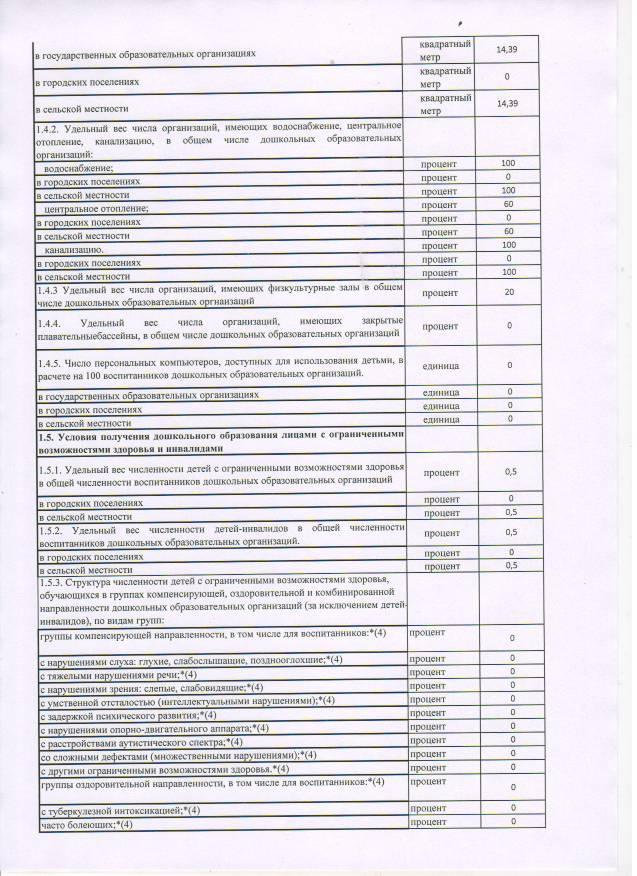 в государственных образовательных организациях квадратный метр 14,39
в городских поселениях квадратный метр 0
в сельской местности квадратный метр 14,39
1.4.2. Удельный вес числа организаций, имеющих водоснабжение, центральное
отопление, канализацию, в общем числе дошкольных образовательных
организаций:
водоснабжение; процент 100
в городских поселениях процент 0
в сельской местности процент 100
центральное отопление; процент 60
в городских поселениях процент 0
в сельской местности процент 60
канализацию. процент 100
в городских поселениях процент 0
в сельской местности процент 100
1.4.3 Удельный вес числа организаций, имеющих физкультурные залы в общем
числе дошкольных образовательных оргнаизаций процент 20
1.4.4. Удельный вес числа организаций, имеющих закрытые
плавательныебассейны, в общем числе дошкольных образовательных организаций процент 0
1.4.5. Число персональных компьютеров, доступных для использования детьми, в
расчете на 100 воспитанников дошкольных образовательных организаций. единица 0
в государственных образовательных организациях единица 0
в городских поселениях единица 0
в сельской местности единица 0
1.5. Условия получения дошкольного образования лицами с ограниченными
возможностями здоровья и инвалидами
1.5.1. Удельный вес численности детей с ограниченными возможностями здоровья
в общей численности воспитанников дошкольных образовательных организаций процент 0,5
в городских поселениях процент 0
в сельской местности процент 0,5
1.5.2. Удельный вес численности детей-инвалидов в общей численности
воспитанников дошкольных образовательных организаций. процент 0,5
в городских поселениях процент 0
в сельской местности процент 0,5
1.5.3. Структура численности детей с ограниченными возможностями здоровья,
обучающихся в группах компенсирующей, оздоровительной и комбинированной
направленности дошкольных образовательных организаций (за исключением детей-
инвалидов), по видам групп:
группы компенсирующей направленности, в том числе для воспитанников:*(4) процент 0
с нарушениями слуха: глухие, слабослышащие, позднооглохшие;*(4) процент 0
с тяжелыми нарушениями речи;*(4) процент 0
с нарушениями зрения: слепые, слабовидящие;*(4) процент 0
с умственной отсталостью (интеллектуальными нарушениями);*(4) процент 0
с задержкой психического развития;*(4) процент 0
с нарушениями опорно-двигательного аппарата;*(4) процент 0
с расстройствами аутистического спектра;*(4) процент 0
со сложными дефектами (множественными нарушениями);*(4) процент 0
с другими ограниченными возможностями здоровья.*(4) процент 0
группы оздоровительной направленности, в том числе для воспитанников:*(4) процент 0
с туберкулезной интоксикацией;*(4) процент 0
часто болеющих;*(4) процент 0